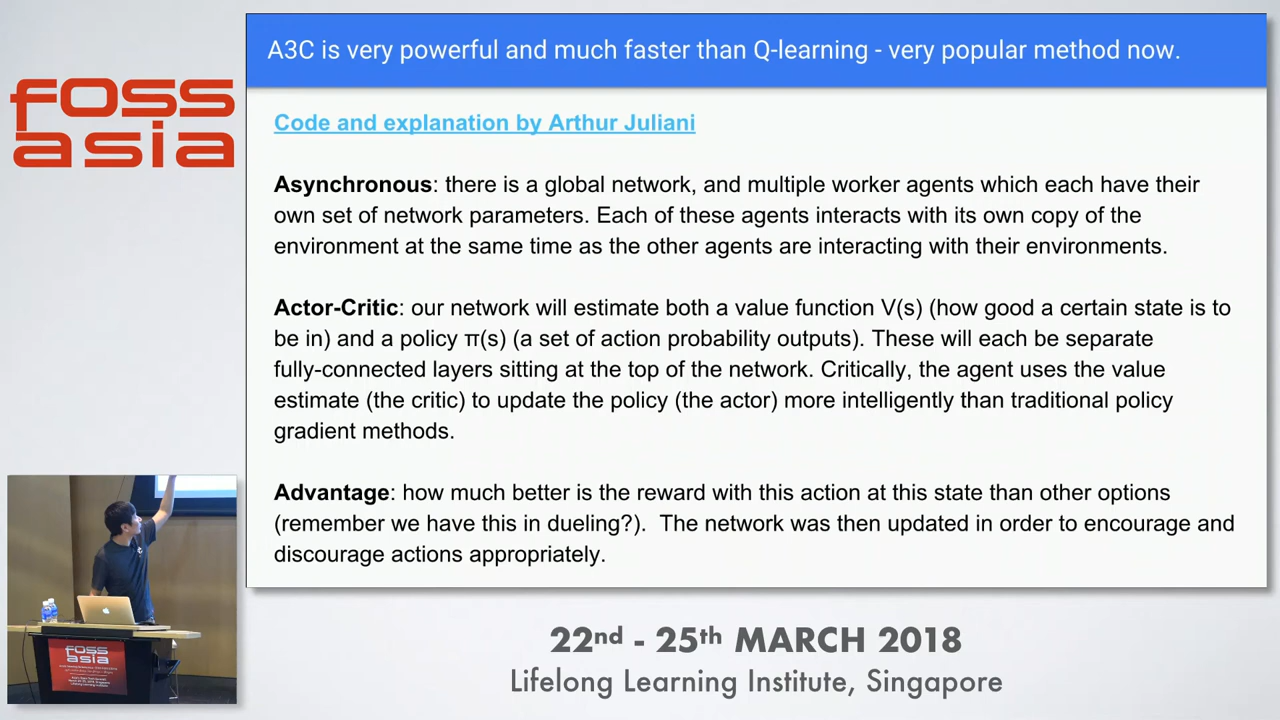 foss
asia
A3C is very powerful and much faster than Q-learning - very popular method now.
Code and explanation by Arthur Juliani
Asynchronous: there is a global network, and multiple worker agents which each have their
own set of network parameters. Each of these agents interacts with its own copy of the
environment at the same time as the other agents are interacting with their environments.
Actor-Critic: our network will estimate both a value function V(s) (how good a certain state is to
be in) and a policy π(s) (a set of action probability outputs). These will each be separate
fully-connected layers sitting at the top of the network. Critically, the agent uses the value
estimate (the critic) to update the policy (the actor) more intelligently than traditional policy
gradient methods.
Advantage: how much better is the reward with this action at this state than other options
(remember we have this in dueling?). The network was then updated in order to encourage and
discourage actions appropriately.
foss
asia
22nd - 25th MARCH 2018
Lifelong Learning Institute, Singapore